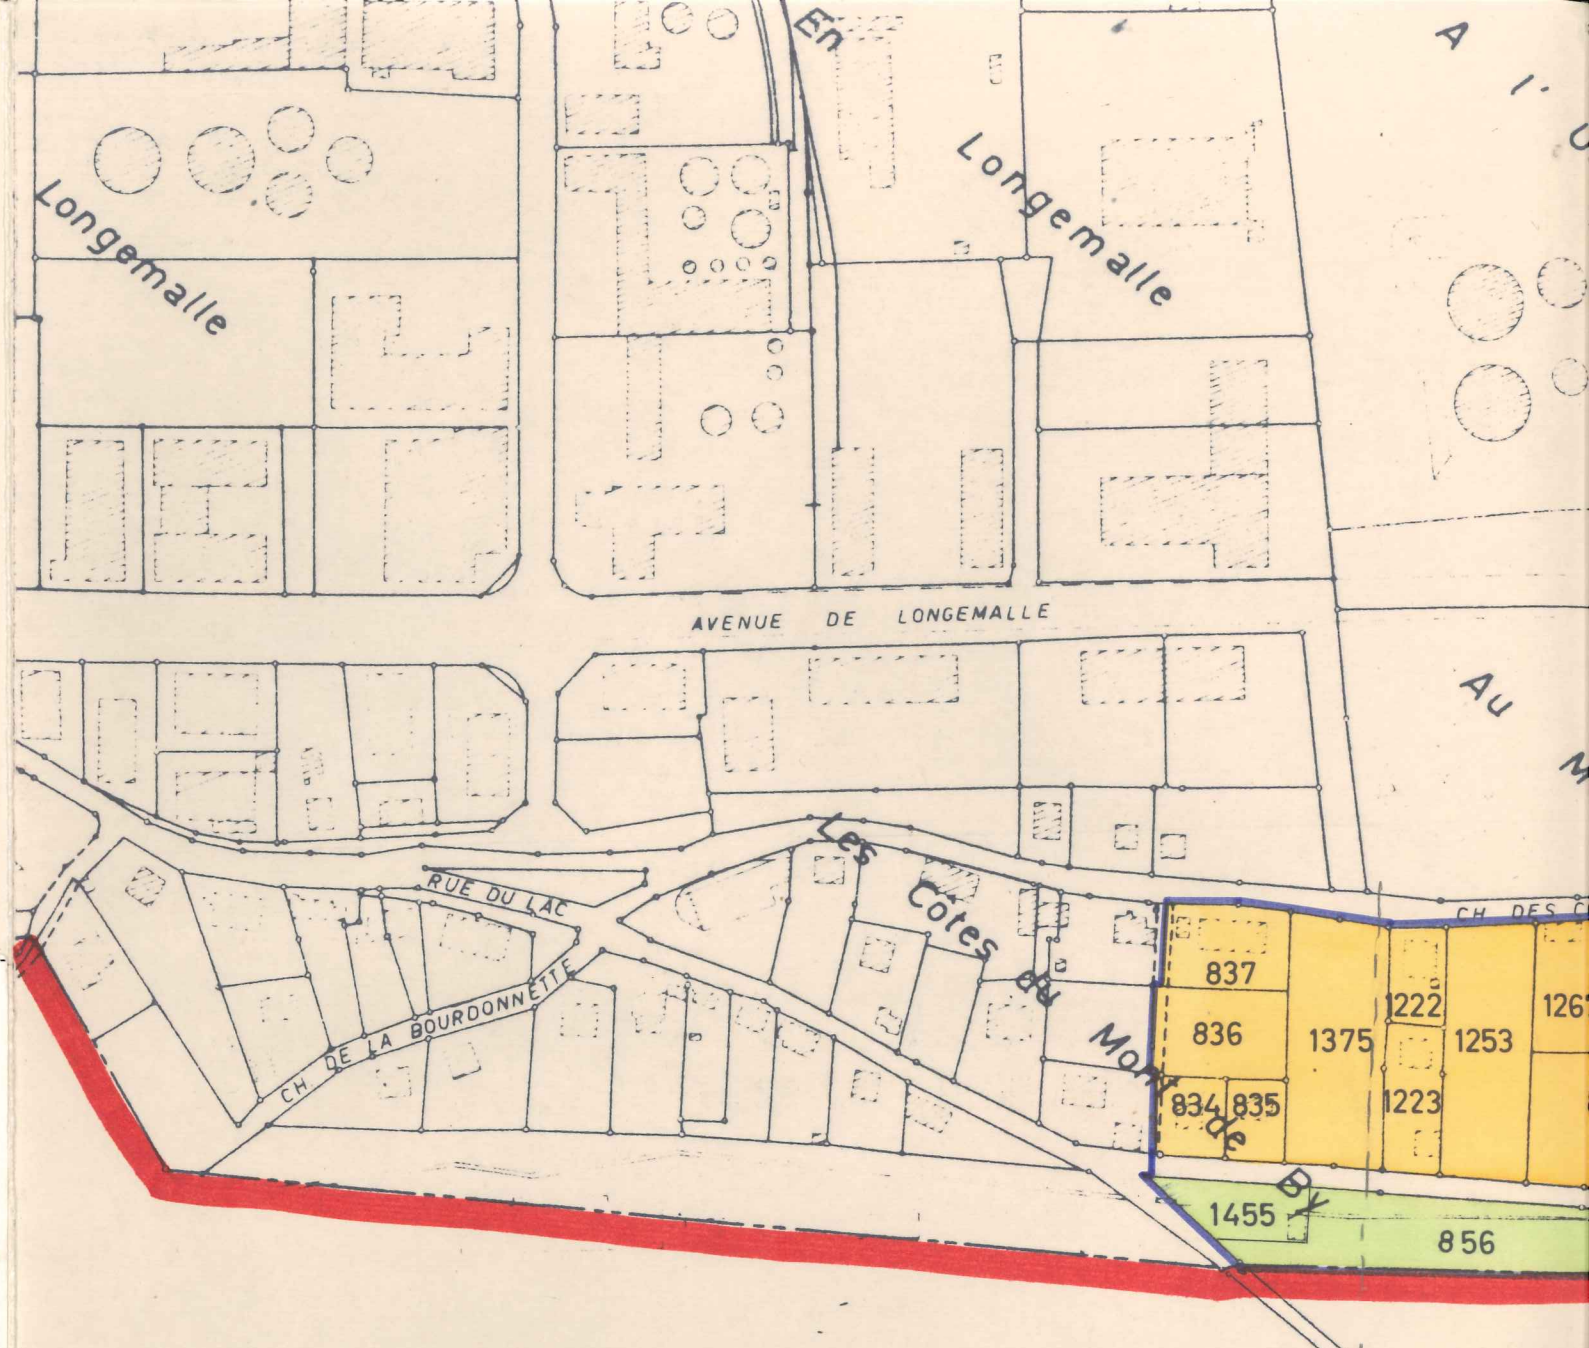 En
Longemalle
Longemalle
A l'U
AVENUE DE LONGEMALLE
Au
M
Les Côtes du Mont de By
RUE DU LAC
CH. DE LA BOURDONNETTE
CH. DES C
837
836
834
835
1375
1222
1223
1253
126
1455
856